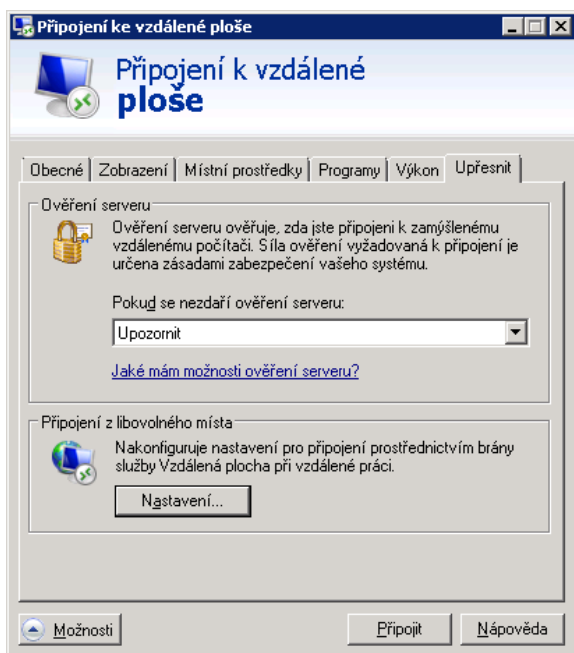 Připojení ke vzdálené ploše
Připojení k vzdálené
ploše
Obecné Zobrazení Místní prostředky Programy Výkon Upřesnit
Ověření serveru
Ověření serveru ověřuje, zda jste připojeni k zamýšlenému
vzdálenému počítači. Síla ověření vyžadovaná k připojení je
určena zásadami zabezpečení vašeho systému.
Pokud se nezdaří ověření serveru:
Upozornit
Jaké mám možnosti ověření serveru?
Připojení z libovolného místa
Nakonfiguruje nastavení pro připojení prostřednictvím brány
služby Vzdálená plocha při vzdálené práci.
Nastavení...
Možnosti Připojit Nápověda